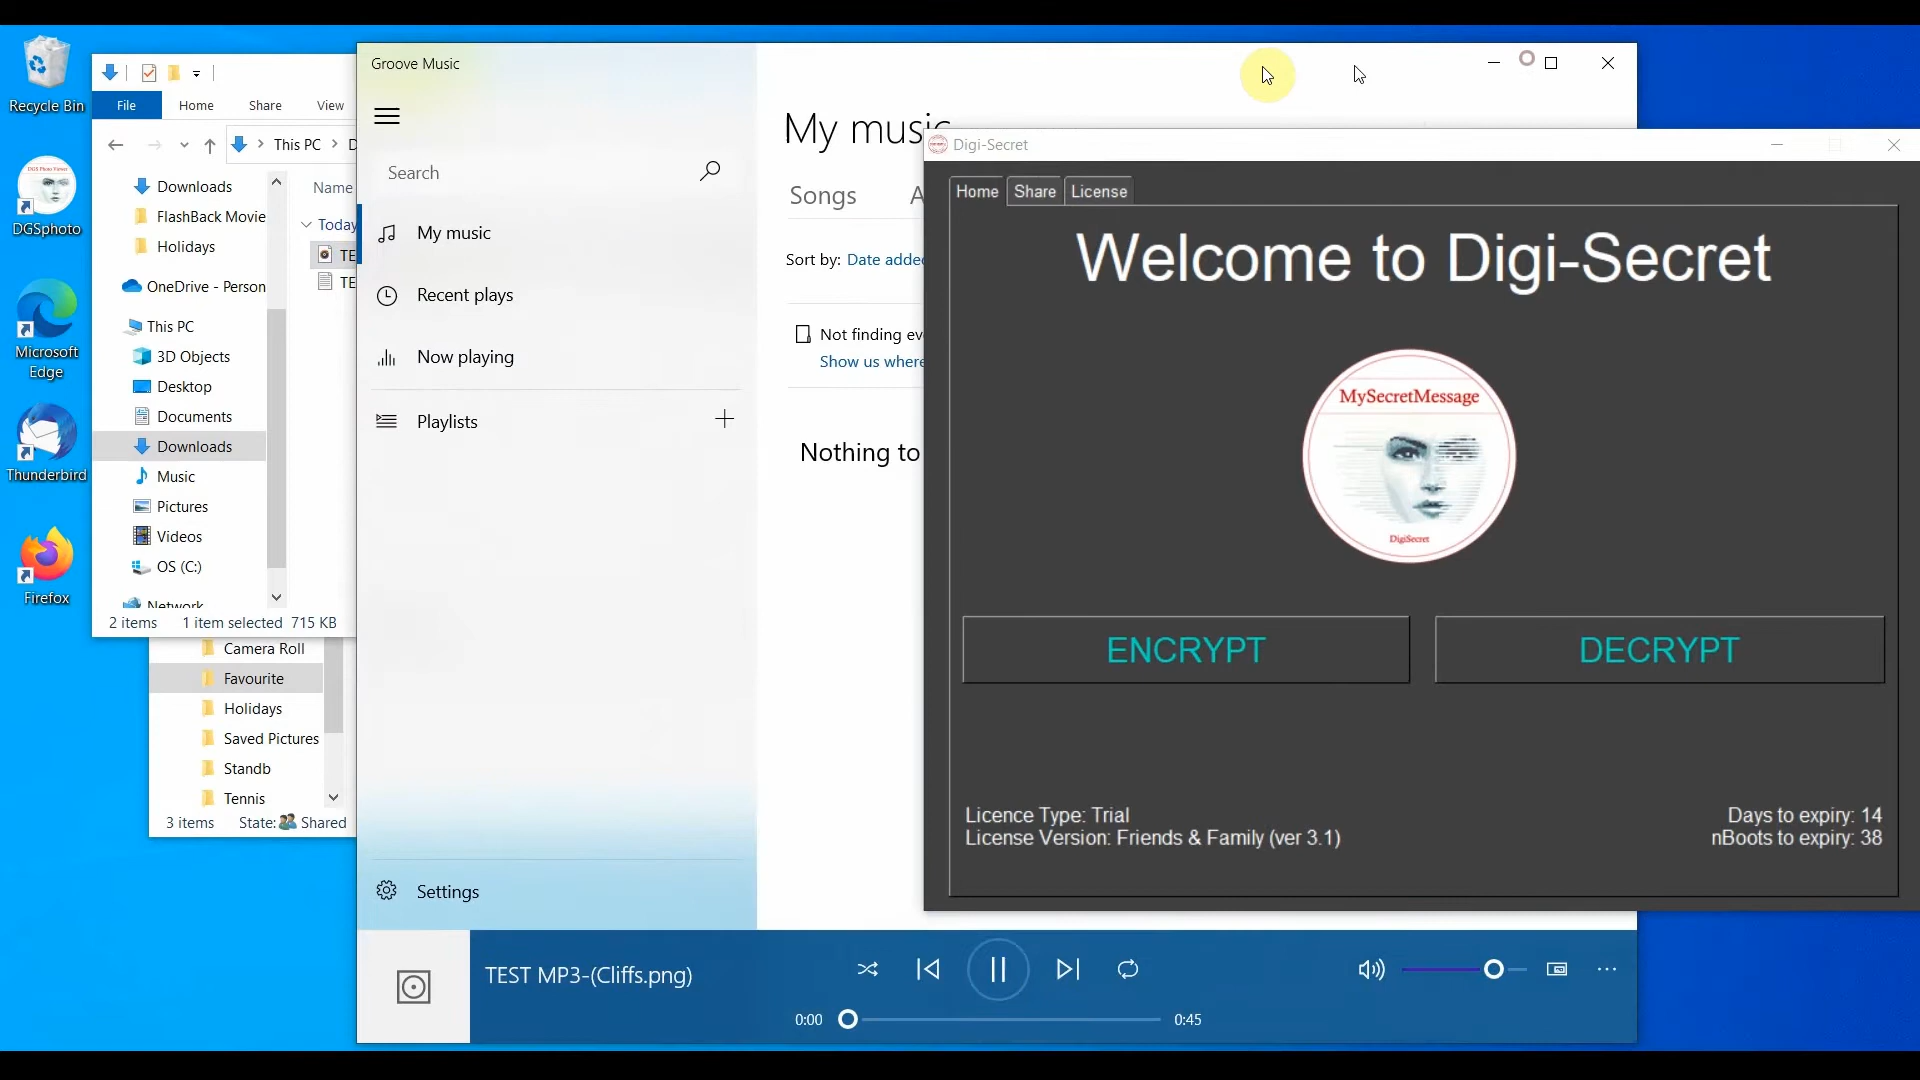 Recycle Bin
DGS Photo Viewer
DGSphoto
Microsoft
Edge
Thunderbird
Firefox
File
Home
Share
View
This PC
D
Name
Downloads
FlashBack Movie
Holidays
OneDrive - Person
This PC
3D Objects
Desktop
Documents
Downloads
Music
Pictures
Videos
OS (C:)
Network
Today
TE
TE
2 items 1 item selected 715 KB
Camera Roll
Favourite
Holidays
Saved Pictures
Standb
Tennis
3 items State: Shared
Groove Music
Search
My music
Recent plays
Now playing
Playlists
Settings
My music
Songs A
Sort by: Date added
Not finding ev
Show us where
Nothing to
Digi-Secret
Home Share License
Welcome to Digi-Secret
MySecretMessage
DigiSecret
ENCRYPT DECRYPT
Licence Type: Trial
License Version: Friends & Family (ver 3.1)
Days to expiry: 14
nBoots to expiry: 38
TEST MP3-(Cliffs.png)
0:00 0:45